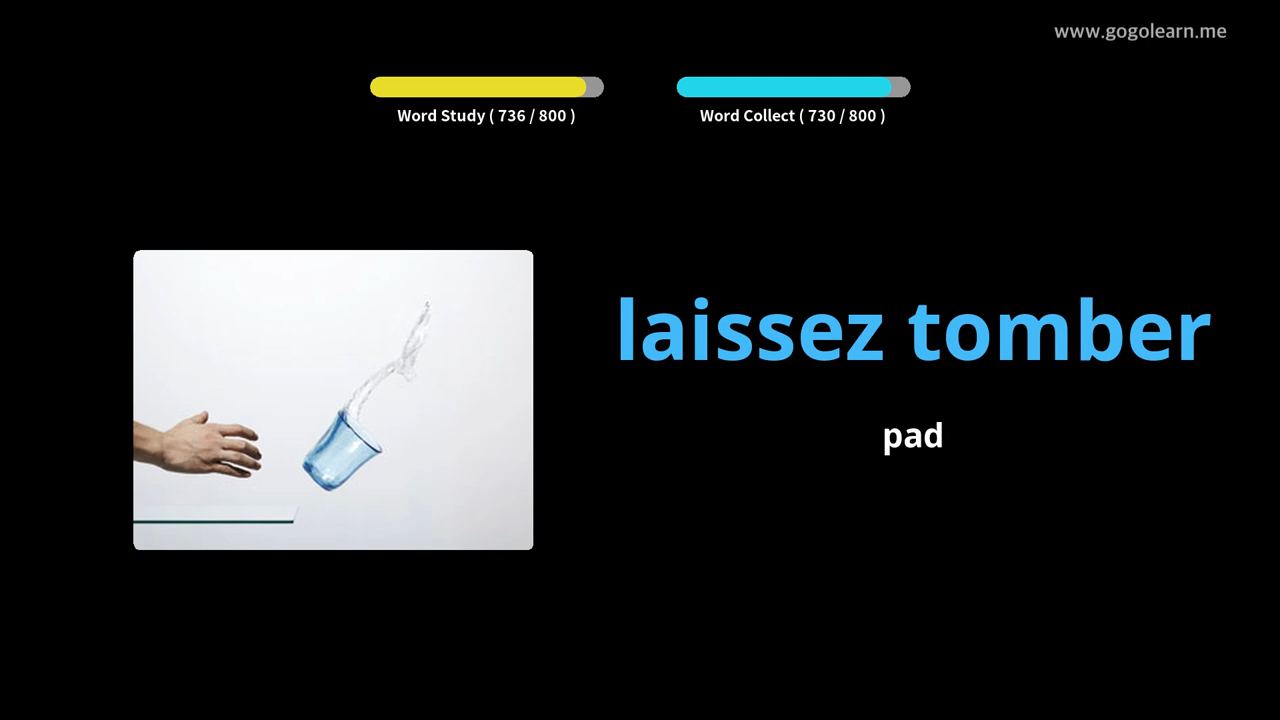 www.gogolearn.me
Word Study ( 736 / 800 )
Word Collect ( 730 / 800 )
laissez tomber
pad